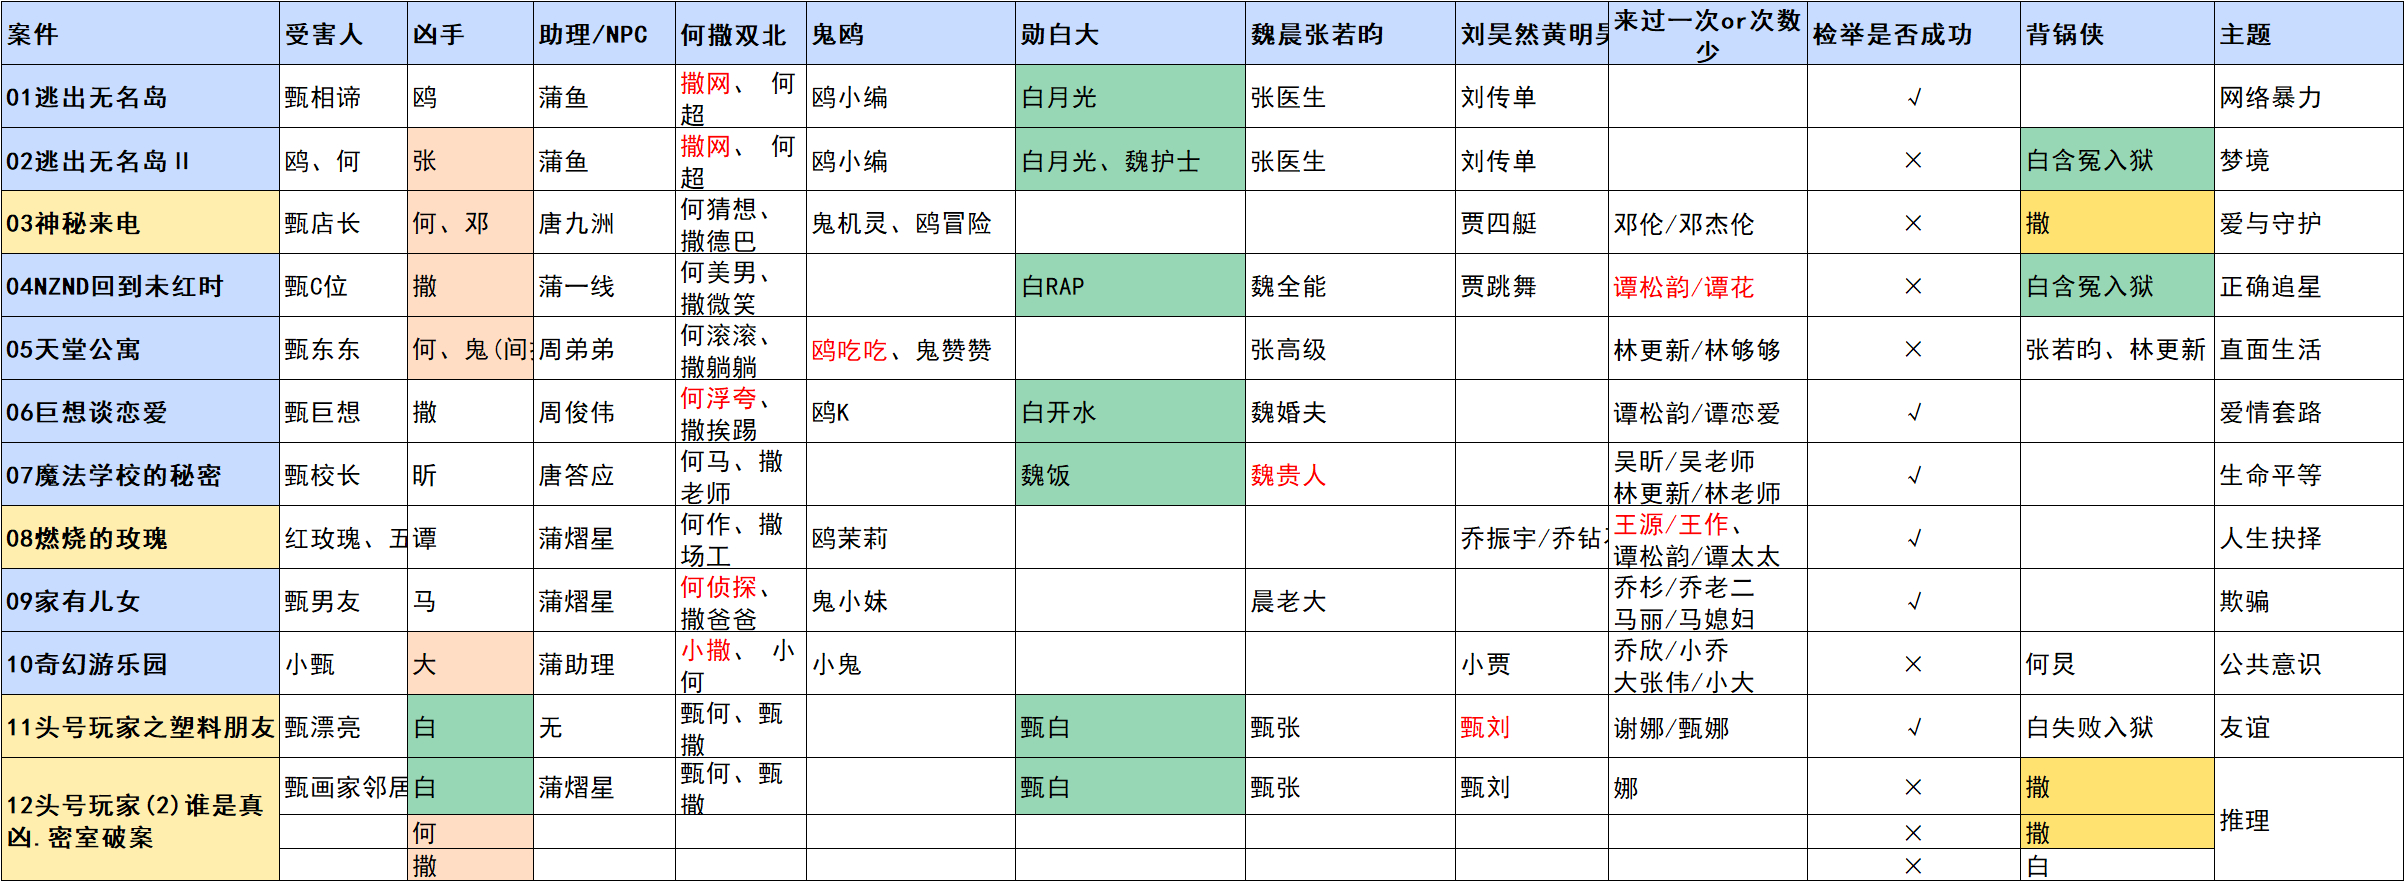 案件 受害人 凶手 助理/NPC 何撒双北 鬼鸥 勋白大 魏晨张若昀 刘昊然黄明昊 来过一次or次数少 检举是否成功 背锅侠 主题
01逃出无名岛 甄相谛 鸥 蒲鱼 撒网、 何超 鸥小编 白月光 张医生 刘传单 √ 网络暴力
02逃出无名岛Ⅱ 鸥、何 张 蒲鱼 撒网、 何超 鸥小编 白月光、魏护士 张医生 刘传单 × 白含冤入狱 梦境
03神秘来电 甄店长 何、邓 唐九洲 何猜想、撒德巴 鬼机灵、鸥冒险 贾四艇 邓伦/邓杰伦 × 撒 爱与守护
04NZND回到未红时 甄C位 撒 蒲一线 何美男、撒微笑 白RAP 魏全能 贾跳舞 谭松韵/谭花 × 白含冤入狱 正确追星
05天堂公寓 甄东东 何、鬼(间 周弟弟 何滚滚、撒躺躺 鸥吃吃、鬼赞赞 张高级 林更新/林够够 × 张若昀、林更新 直面生活
06巨想谈恋爱 甄巨想 撒 周俊伟 何浮夸、撒挨踢 鸥K 白开水 魏婚夫 谭松韵/谭恋爱 √ 爱情套路
07魔法学校的秘密 甄校长 昕 唐答应 何马、撒老师 魏饭 魏贵人 吴昕/吴老师 林更新/林老师 √ 生命平等
08燃烧的玫瑰 红玫瑰、五 谭 蒲熠星 何作、撒场工 鸥茉莉 乔振宇/乔钻 王源/王作、谭松韵/谭太太 √ 人生抉择
09家有儿女 甄男友 马 蒲熠星 何侦探、撒爸爸 鬼小妹 晨老大 乔杉/乔老二 马丽/马媳妇 √ 欺骗
10奇幻游乐园 小甄 大 蒲助理 小撒、 小何 小鬼 小贾 乔欣/小乔 大张伟/小大 × 何炅 公共意识
11头号玩家之塑料朋友 甄漂亮 白 无 甄何、甄撒 甄白 甄张 甄刘 谢娜/甄娜 √ 白失败入狱 友谊
12头号玩家(2)谁是真凶.密室破案 甄画家邻居 白 蒲熠星 甄何、甄撒 甄白 甄张 甄刘 娜 × 撒 推理
何 × 撒
撒 × 白